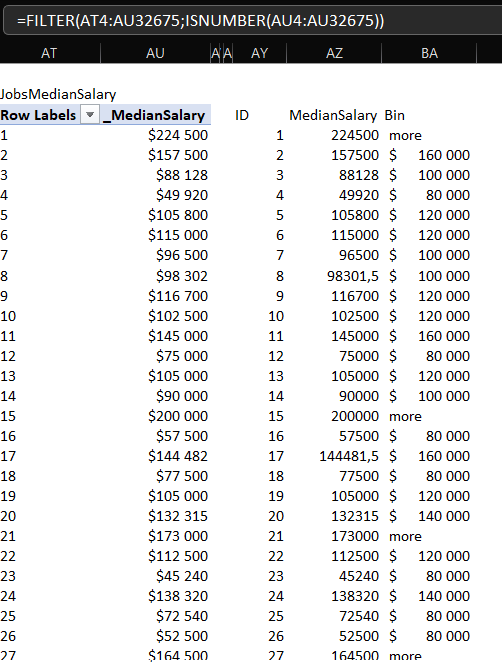 =FILTER(AT4:AU32675;ISNUMBER(AU4:AU32675))
AT AU A A AY AZ BA
JobsMedianSalary
Row Labels _MedianSalary ID MedianSalary Bin
1 $224 500 1 224500 more
2 $157 500 2 157500 $ 160 000
3 $88 128 3 88128 $ 100 000
4 $49 920 4 49920 $ 80 000
5 $105 800 5 105800 $ 120 000
6 $115 000 6 115000 $ 120 000
7 $96 500 7 96500 $ 100 000
8 $98 302 8 98301,5 $ 100 000
9 $116 700 9 116700 $ 120 000
10 $102 500 10 102500 $ 120 000
11 $145 000 11 145000 $ 160 000
12 $75 000 12 75000 $ 80 000
13 $105 000 13 105000 $ 120 000
14 $90 000 14 90000 $ 100 000
15 $200 000 15 200000 more
16 $57 500 16 57500 $ 80 000
17 $144 482 17 144481,5 $ 160 000
18 $77 500 18 77500 $ 80 000
19 $105 000 19 105000 $ 120 000
20 $132 315 20 132315 $ 140 000
21 $173 000 21 173000 more
22 $112 500 22 112500 $ 120 000
23 $45 240 23 45240 $ 80 000
24 $138 320 24 138320 $ 140 000
25 $72 540 25 72540 $ 80 000
26 $52 500 26 52500 $ 80 000
27 $164 500 27 164500 more